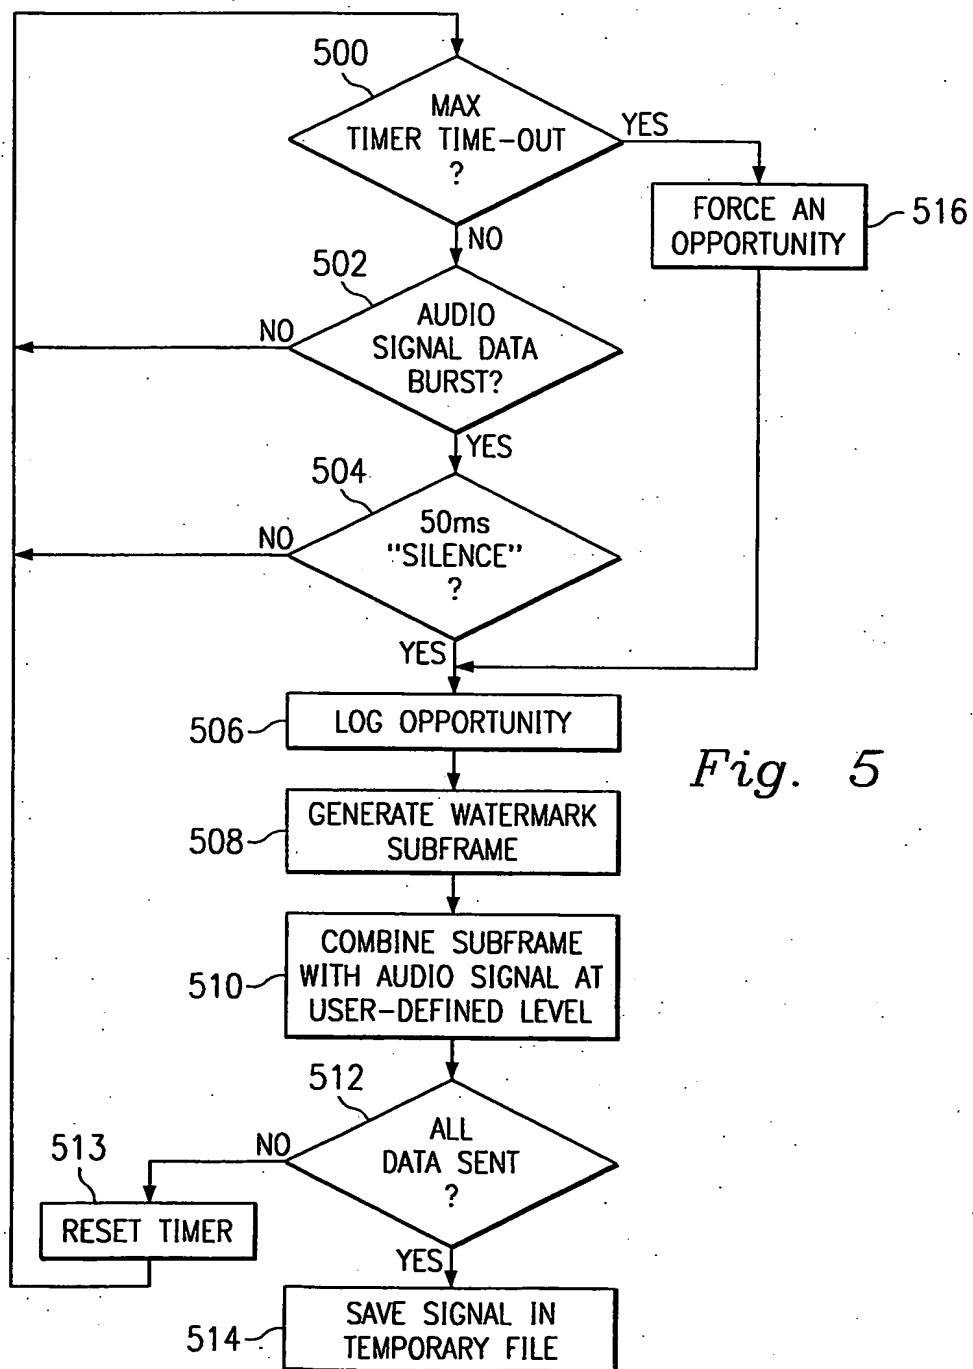 500
MAX
TIMER TIME-OUT
?
YES
FORCE AN
OPPORTUNITY
516
NO
502
AUDIO
SIGNAL DATA
BURST?
NO
YES
504
50ms
"SILENCE"
?
NO
YES
506
LOG OPPORTUNITY
Fig. 5
508
GENERATE WATERMARK
SUBFRAME
510
COMBINE SUBFRAME
WITH AUDIO SIGNAL AT
USER-DEFINED LEVEL
512
ALL
DATA SENT
?
NO
513
RESET TIMER
YES
514
SAVE SIGNAL IN
TEMPORARY FILE